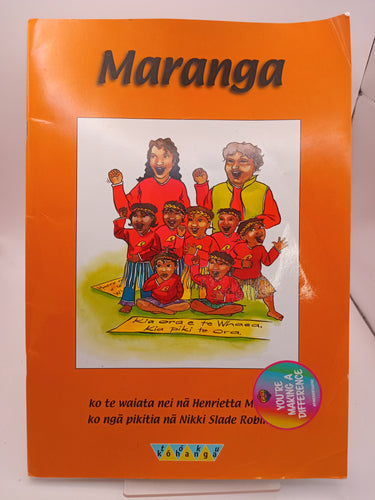 Maranga
Kia ora e te Whaea,
Kia piki te Ora.
ko te waiata nei nā Henrietta
ko ngā pikitia nā Nikki Slade
YOU'RE
MAKING A
DIFFERENCE
tōku
kōhanga